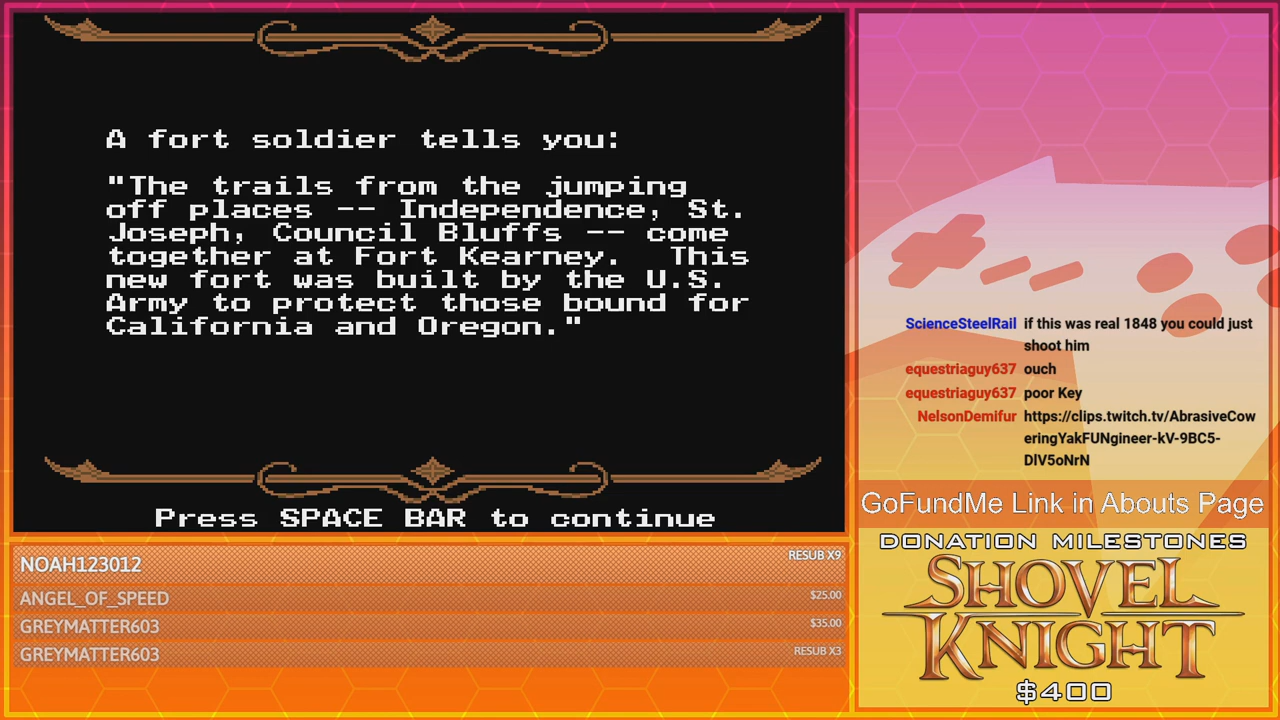 A fort soldier tells you:
"The trails from the jumping
off places -- Independence, St.
Joseph, Council Bluffs -- come
together at Fort Kearney.  This
new fort was built by the U.S.
Army to protect those bound for
California and Oregon."
Press SPACE BAR to continue
NOAH123012 RESUB X9
ANGEL_OF_SPEED $25.00
GREYMATTER603 $35.00
GREYMATTER603 RESUB X3
ScienceSteelRail if this was real 1848 you could just
shoot him
equestriaguy637 ouch
equestriaguy637 poor Key
NelsonDemifur https://clips.twitch.tv/AbrasiveCow
eringYakFUNgineer-kV-9BC5-
DlV5oNrN
GoFundMe Link in Abouts Page
DONATION MILESTONES
SHOVEL
KNIGHT
$400